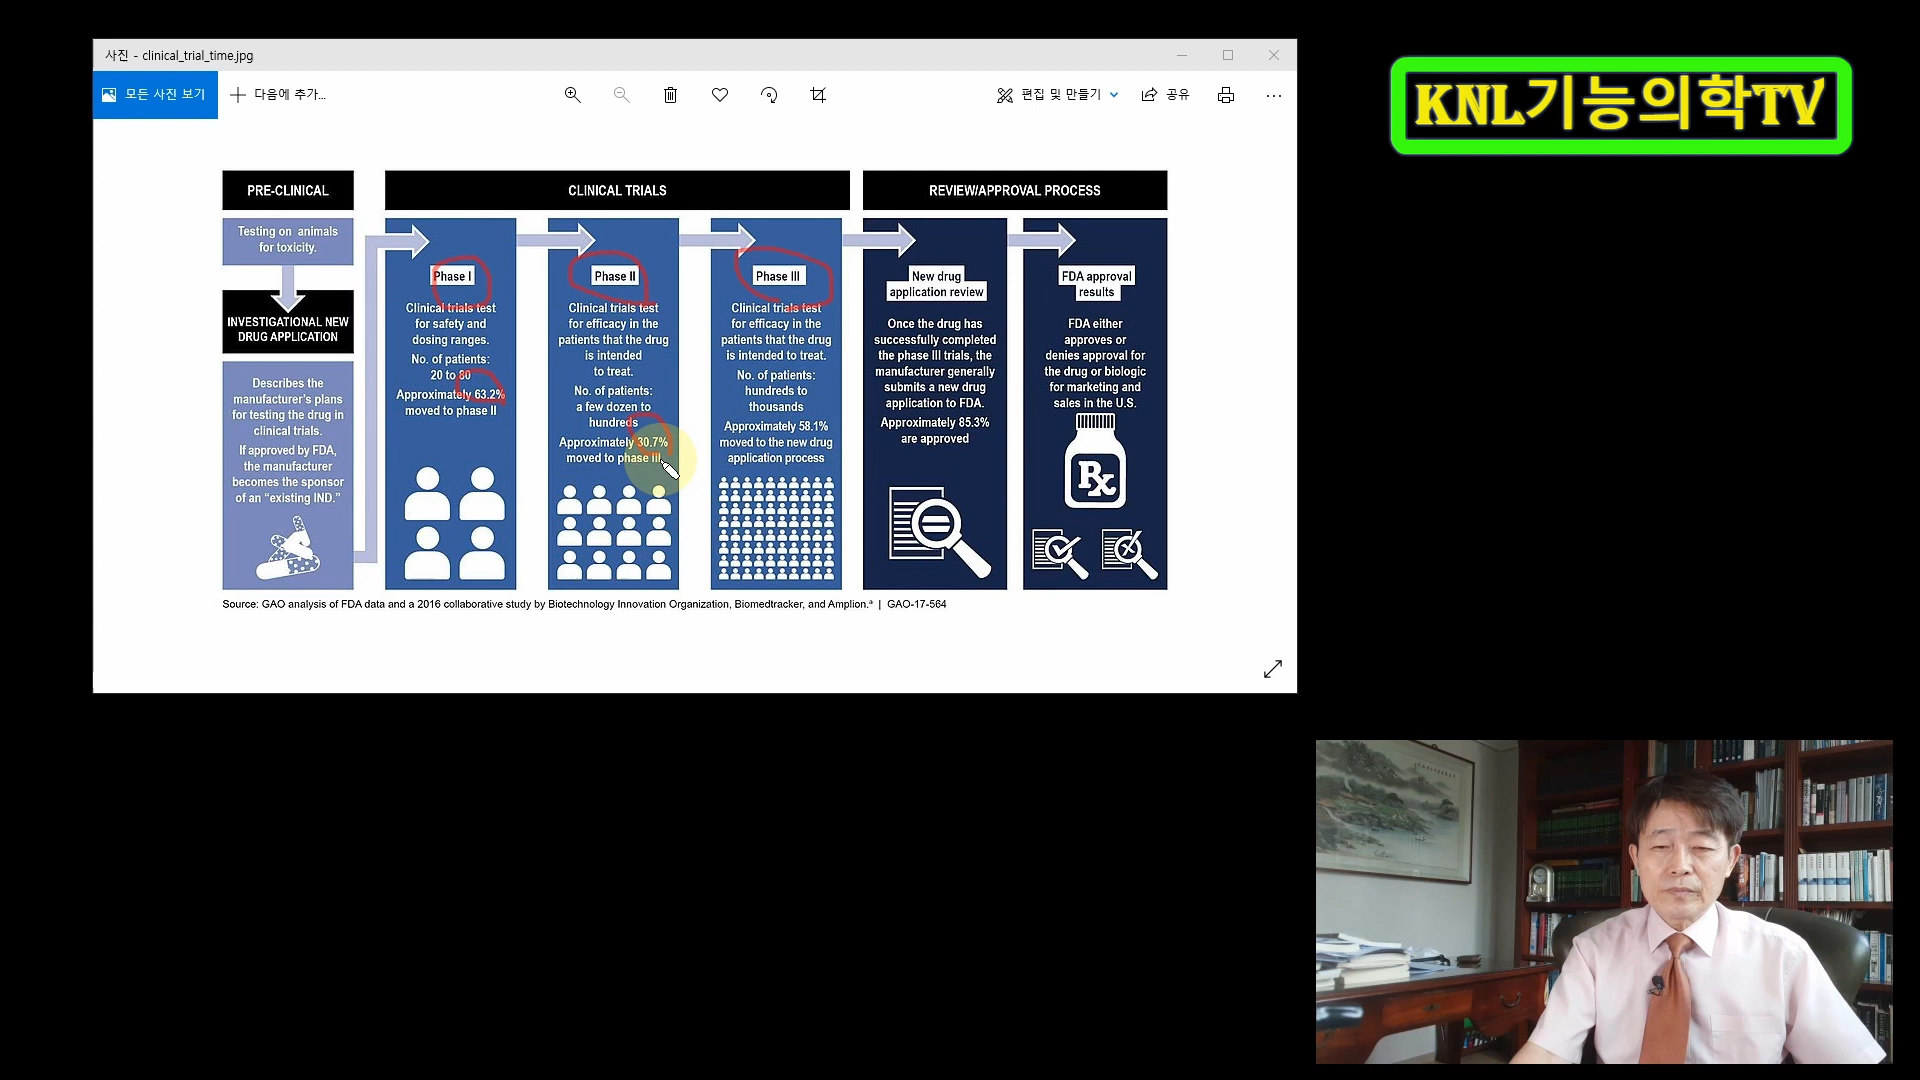 사진 - clinical_trial_time.jpg
모든 사진 보기
다음에 추가...
편집 및 만들기
공유
KNL기능의학TV
PRE-CLINICAL
Testing on animals
for toxicity.
INVESTIGATIONAL NEW
DRUG APPLICATION
Describes the
manufacturer's plans
for testing the drug in
clinical trials.
If approved by FDA,
the manufacturer
becomes the sponsor
of an “existing IND.”
CLINICAL TRIALS
Phase I
Clinical trials test
for safety and
dosing ranges.
No. of patients:
20 to 80
Approximately 63.2%
moved to phase II
Phase II
Clinical trials test
for efficacy in the
patients that the drug
is intended
to treat.
No. of patients:
a few dozen to
hundreds
Approximately 30.7%
moved to phase III
Phase III
Clinical trials test
for efficacy in the
patients that the drug
is intended to treat.
No. of patients:
hundreds to
thousands
Approximately 58.1%
moved to the new drug
application process
REVIEW/APPROVAL PROCESS
New drug
application review
Once the drug has
successfully completed
the phase III trials, the
manufacturer generally
submits a new drug
application to FDA.
Approximately 85.3%
are approved
FDA approval
results
FDA either
approves or
denies approval for
the drug or biologic
for marketing and
sales in the U.S.
Rx
Source: GAO analysis of FDA data and a 2016 collaborative study by Biotechnology Innovation Organization, Biomedtracker, and Amplion.ª | GAO-17-564